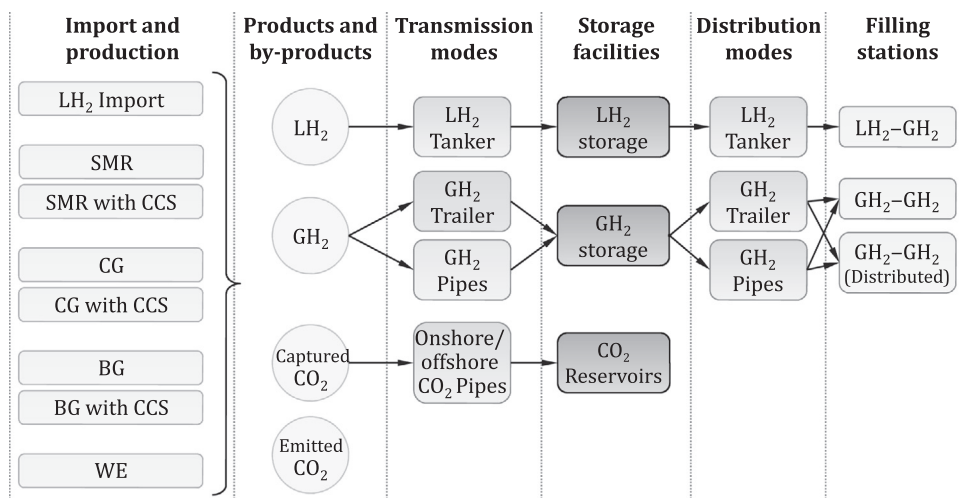 Import and
production
Products and
by-products
Transmission
modes
Storage
facilities
Distribution
modes
Filling
stations
LH₂ Import
SMR
SMR with CCS
CG
CG with CCS
BG
BG with CCS
WE
LH₂
GH₂
Captured
CO₂
Emitted
CO₂
LH₂
Tanker
GH₂
Trailer
GH₂
Pipes
Onshore/
offshore
CO₂ Pipes
LH₂
storage
GH₂
storage
CO₂
Reservoirs
LH₂
Tanker
GH₂
Trailer
GH₂
Pipes
LH₂–GH₂
GH₂–GH₂
GH₂–GH₂
(Distributed)